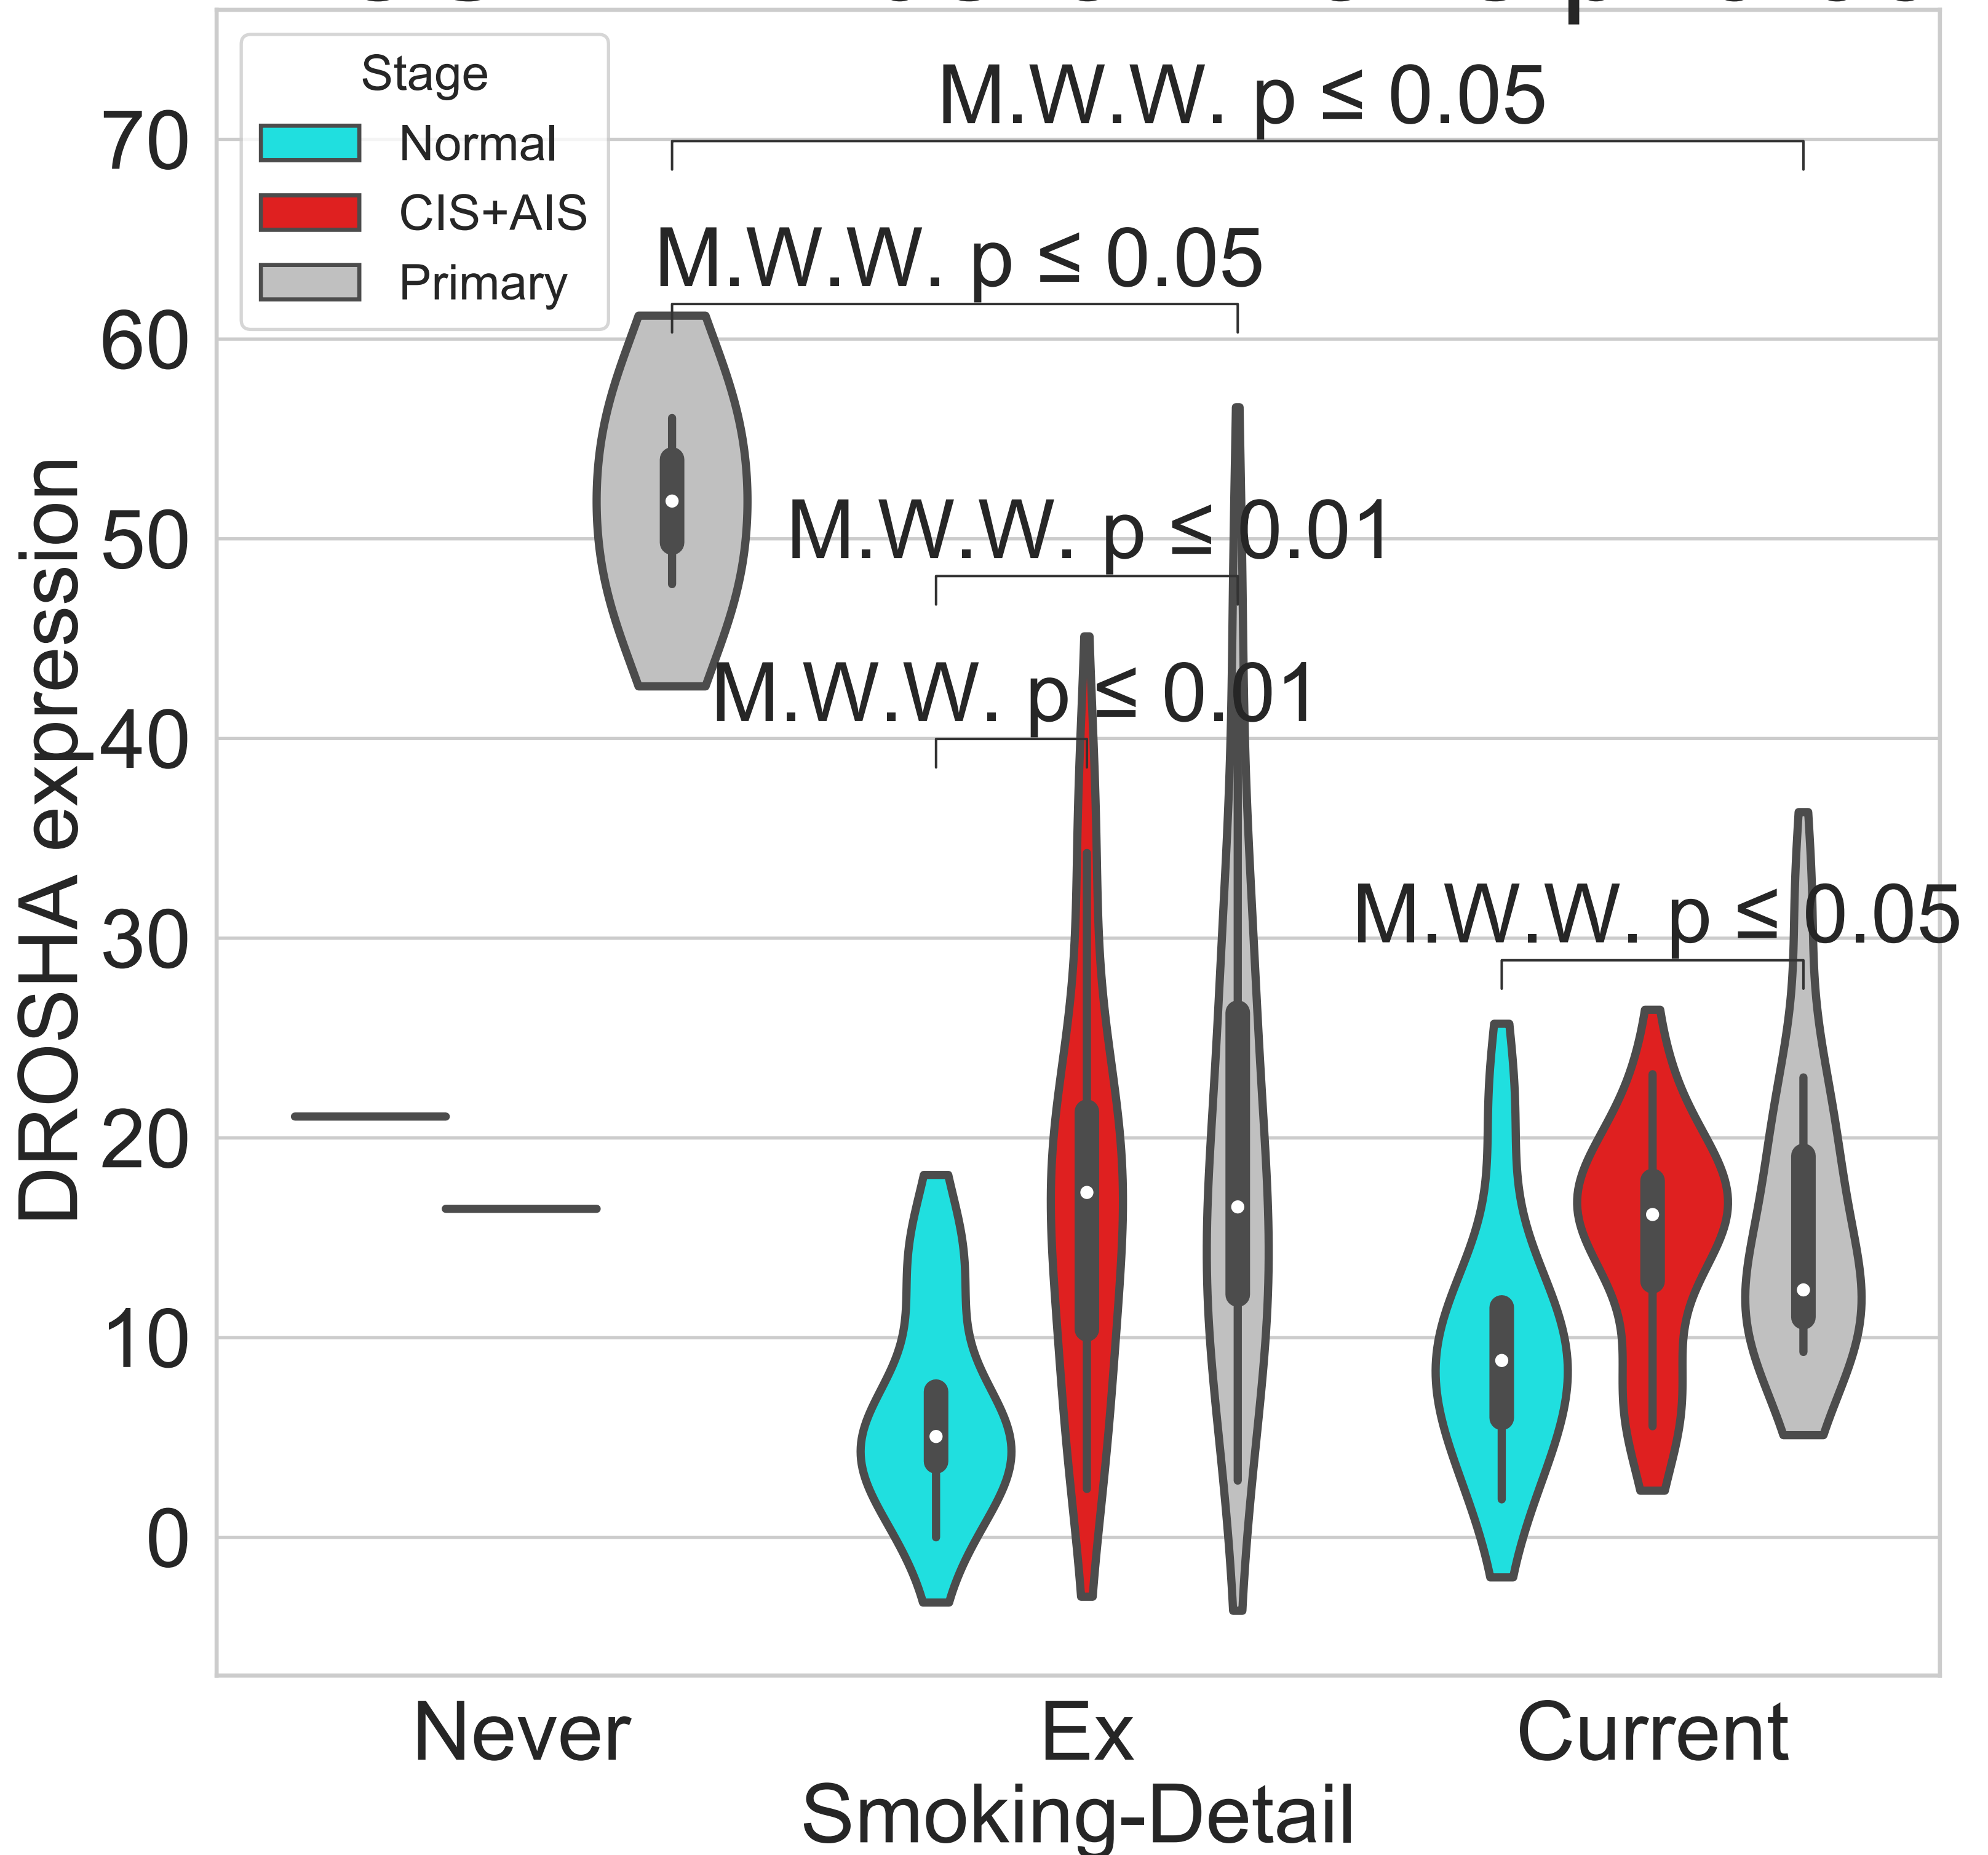 Stage
Normal
CIS+AIS
Primary
M.W.W. p ≤ 0.05
M.W.W. p ≤ 0.05
M.W.W. p ≤ 0.01
M.W.W. p ≤ 0.01
M.W.W. p ≤ 0.05
70
60
50
40
30
20
10
0
DROSHA expression
Never
Ex
Current
Smoking-Detail